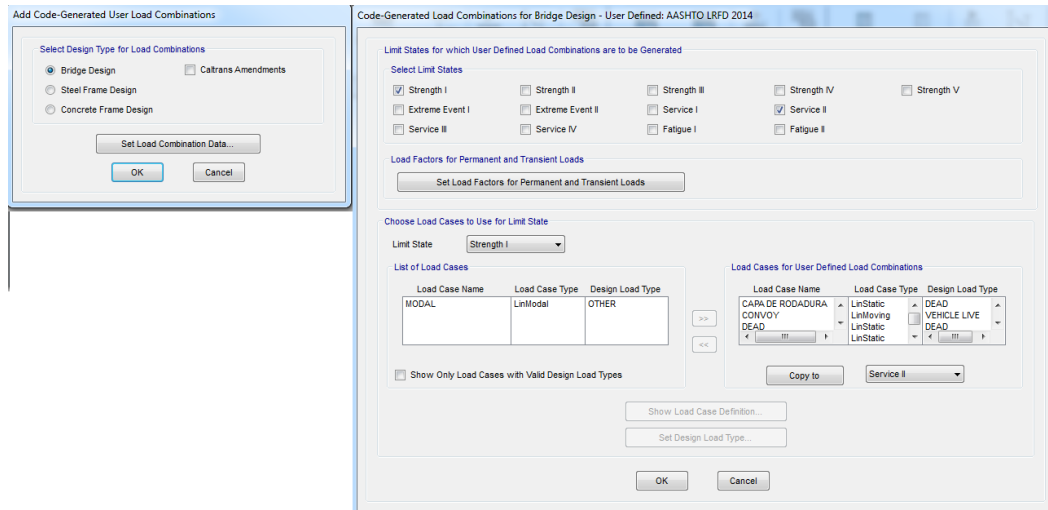 Add Code-Generated User Load Combinations
Select Design Type for Load Combinations
Bridge Design
Caltrans Amendments
Steel Frame Design
Concrete Frame Design
Set Load Combination Data...
OK
Cancel
Code-Generated Load Combinations for Bridge Design - User Defined: AASHTO LRFD 2014
Limit States for which User Defined Load Combinations are to be Generated
Select Limit States
Strength I
Strength II
Strength III
Strength IV
Strength V
Extreme Event I
Extreme Event II
Service I
Service II
Service III
Service IV
Fatigue I
Fatigue II
Load Factors for Permanent and Transient Loads
Set Load Factors for Permanent and Transient Loads
Choose Load Cases to Use for Limit State
Limit State
Strength I
List of Load Cases
Load Case Name
Load Case Type
Design Load Type
MODAL
LinModal
OTHER
>>
<<
Show Only Load Cases with Valid Design Load Types
Load Cases for User Defined Load Combinations
Load Case Name
Load Case Type
Design Load Type
CAPA DE RODADURA
LinStatic
DEAD
CONVOY
LinMoving
VEHICLE LIVE
DEAD
LinStatic
DEAD
LinStatic
Copy to
Service II
Show Load Case Definition...
Set Design Load Type...
OK
Cancel